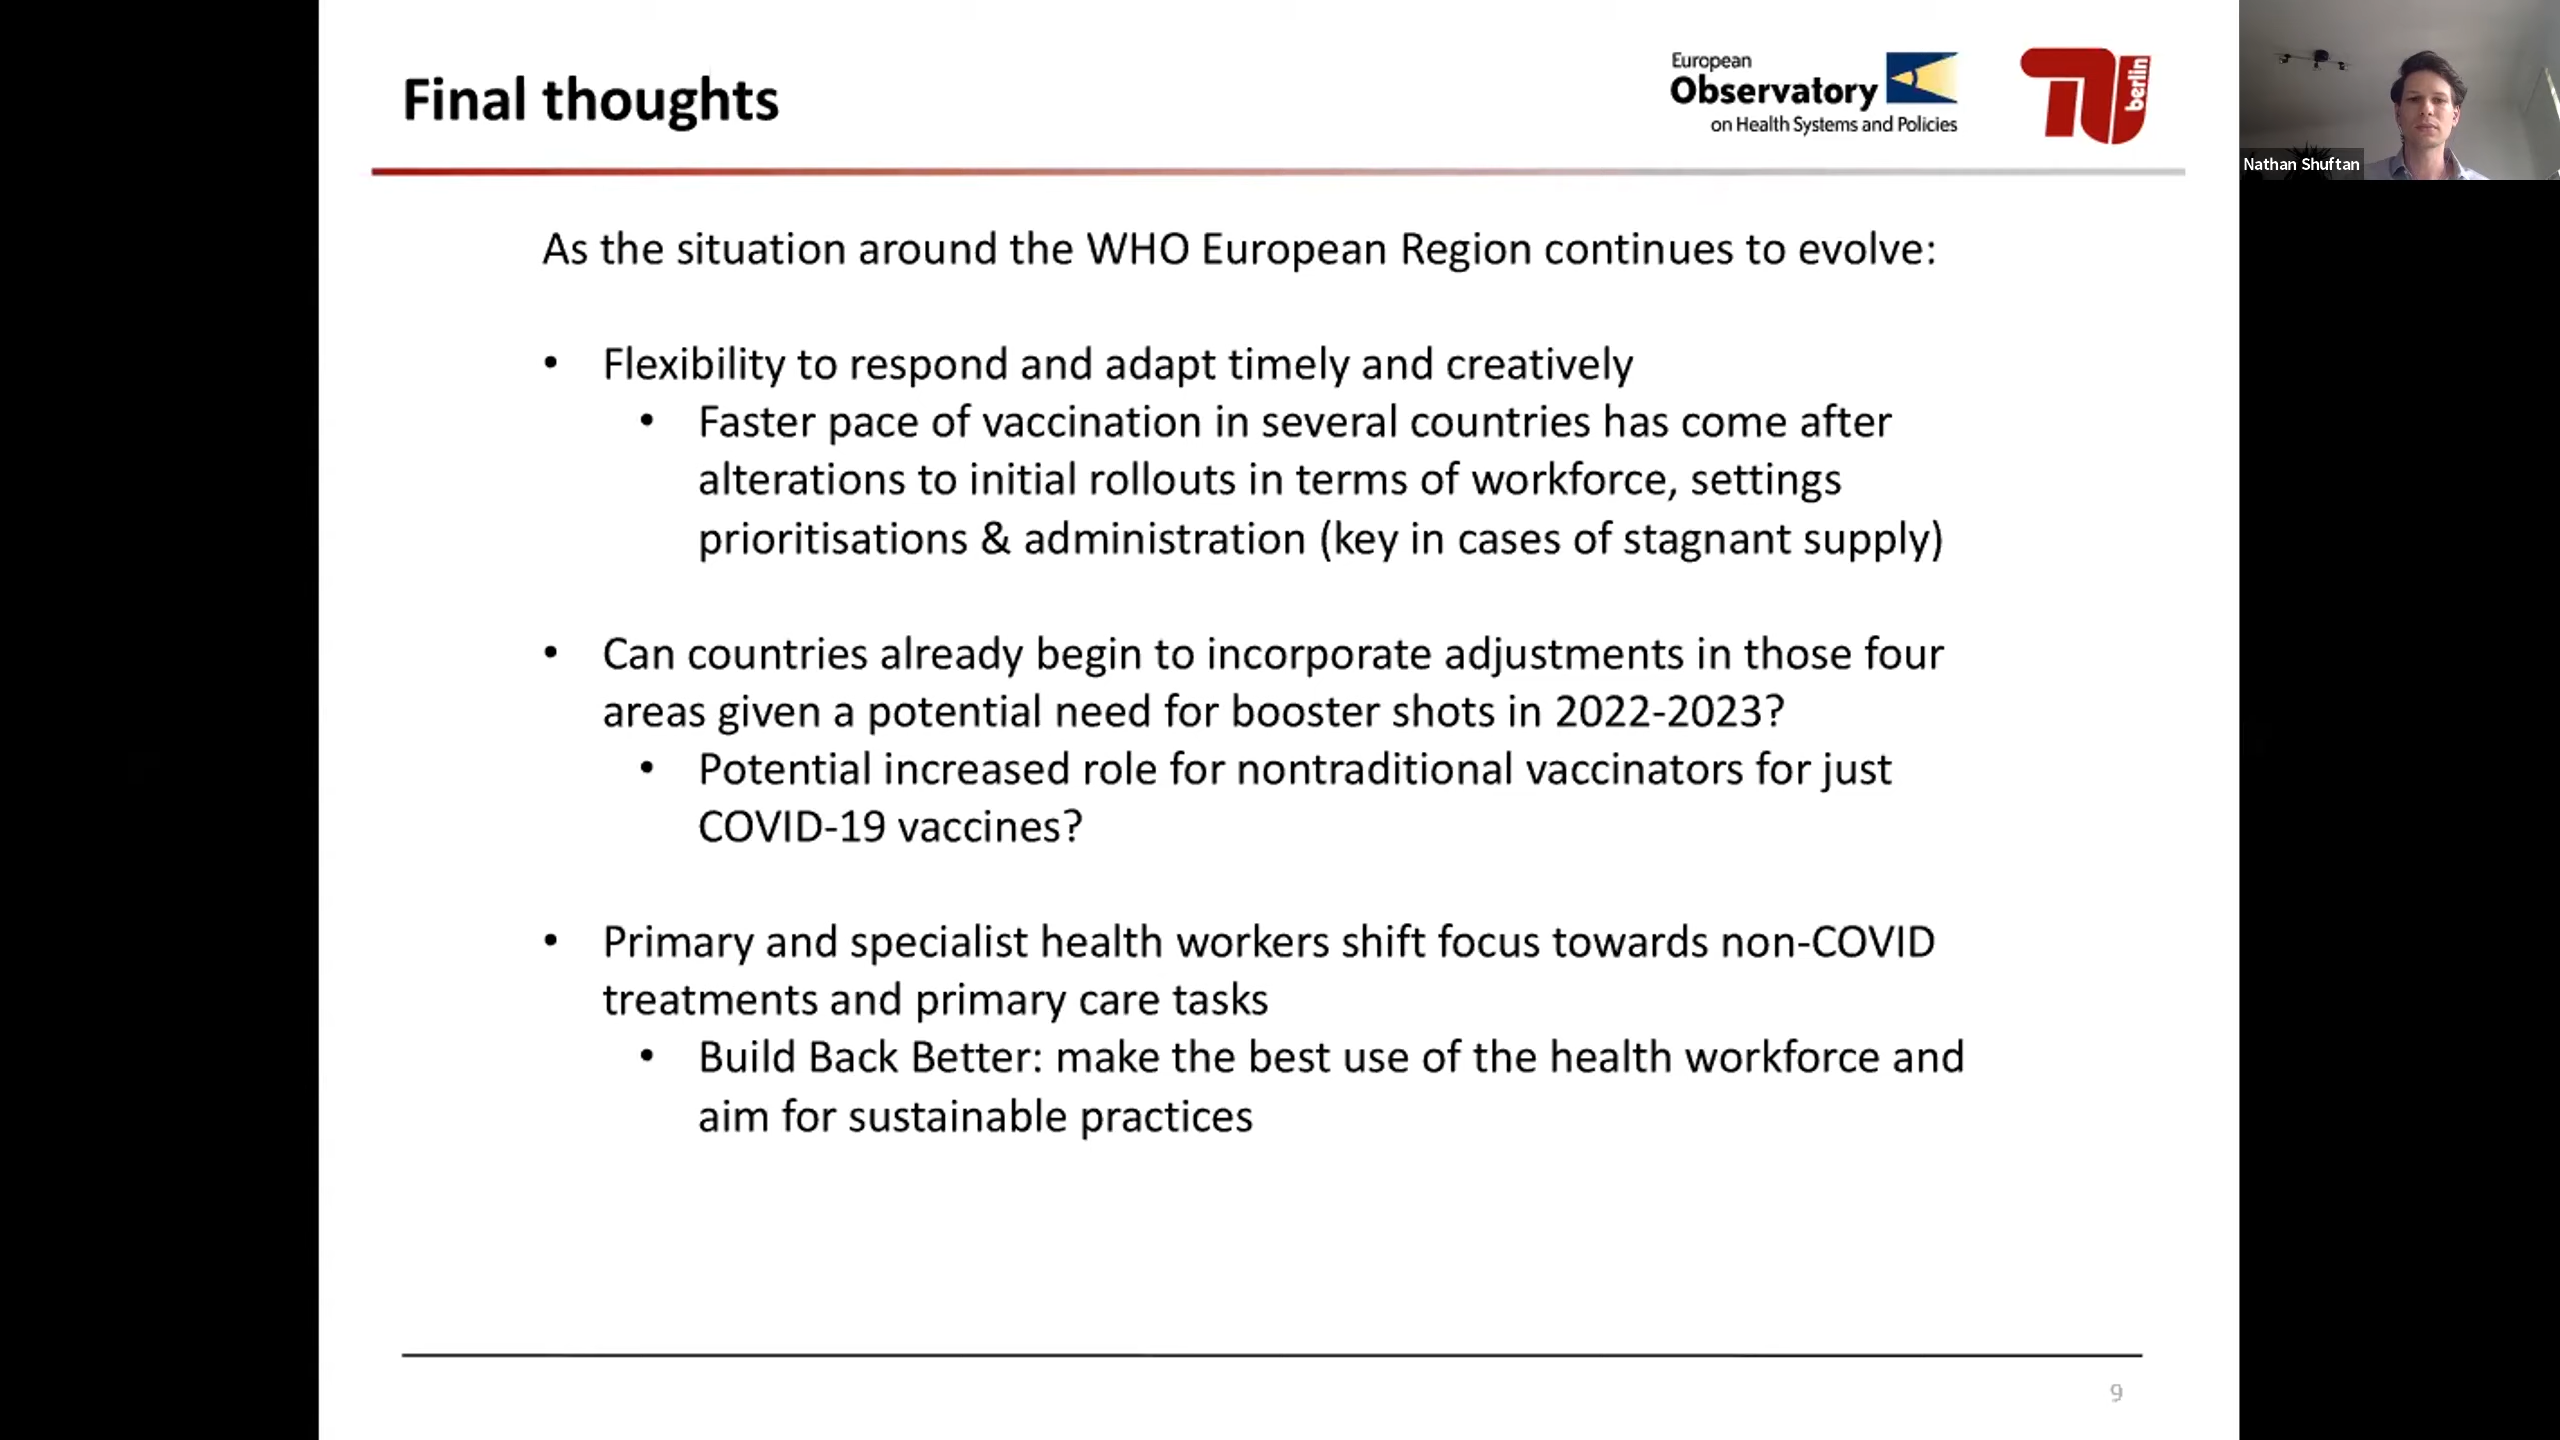 Final thoughts
European
Observatory
on Health Systems and Policies
berlin
Nathan Shuftan
As the situation around the WHO European Region continues to evolve:
• Flexibility to respond and adapt timely and creatively
• Faster pace of vaccination in several countries has come after
alterations to initial rollouts in terms of workforce, settings
prioritisations & administration (key in cases of stagnant supply)
• Can countries already begin to incorporate adjustments in those four
areas given a potential need for booster shots in 2022-2023?
• Potential increased role for nontraditional vaccinators for just
COVID-19 vaccines?
• Primary and specialist health workers shift focus towards non-COVID
treatments and primary care tasks
• Build Back Better: make the best use of the health workforce and
aim for sustainable practices
9